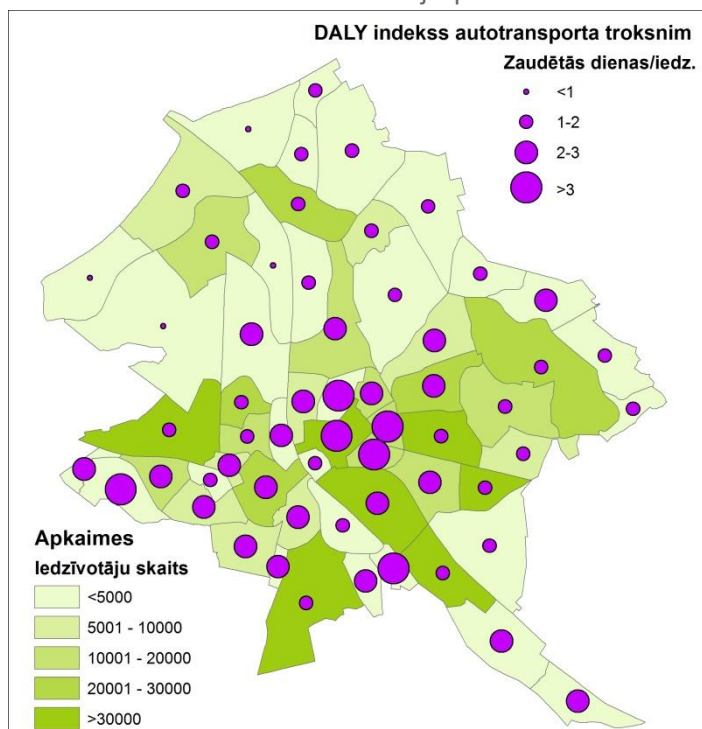 DALY indekss autotransporta troksnim
Zaudētās dienas/iedz.
<1
1-2
2-3
>3
Apkaimes
Iedzīvotāju skaits
<5000
5001 - 10000
10001 - 20000
20001 - 30000
>30000